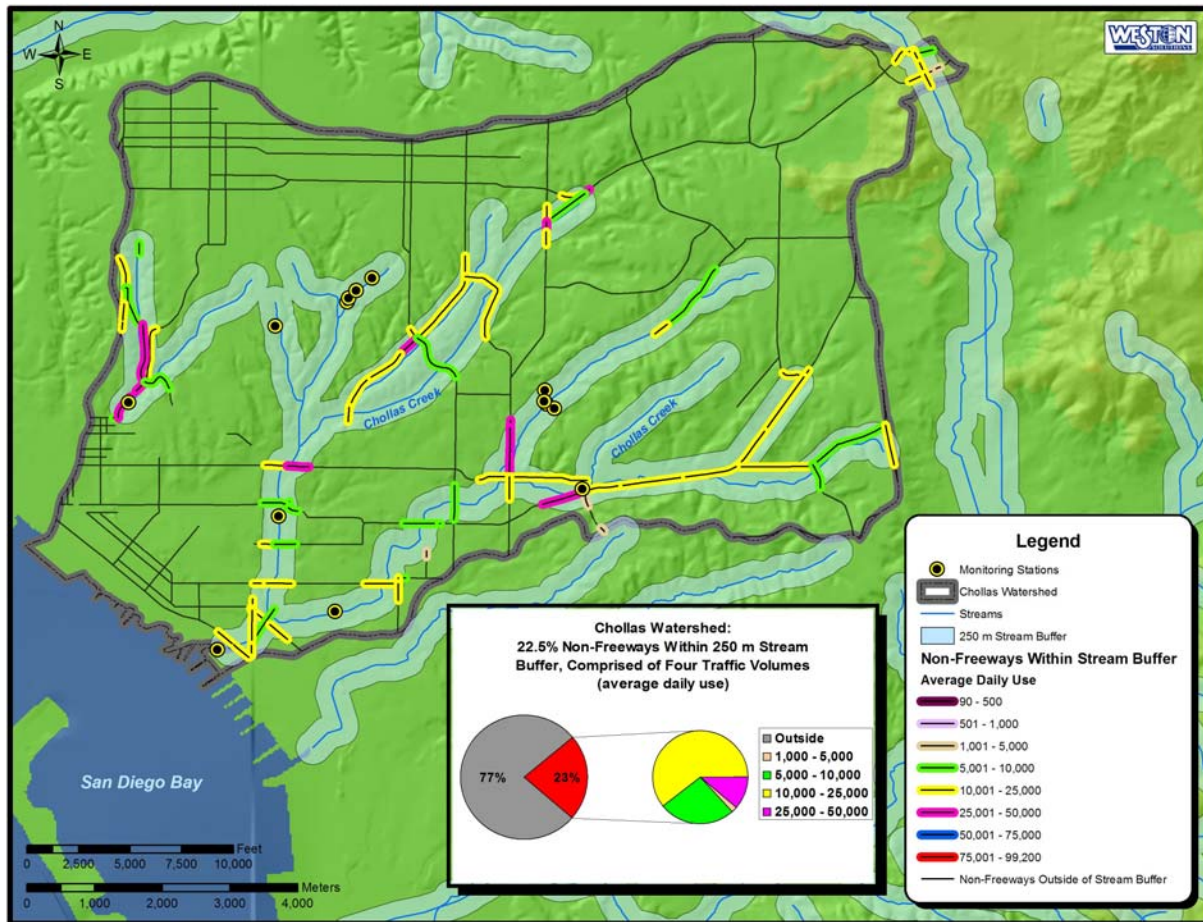 N
W E
S
WESTON
SOLUTIONS
Chollas Creek
Chollas Creek
San Diego Bay
Feet
0 2,500 5,000 7,500 10,000
Meters
0 1,000 2,000 3,000 4,000
Chollas Watershed:
22.5% Non-Freeways Within 250 m Stream
Buffer, Comprised of Four Traffic Volumes
(average daily use)
77%
23%
Outside
1,000 - 5,000
5,000 - 10,000
10,000 - 25,000
25,000 - 50,000
Legend
Monitoring Stations
Chollas Watershed
Streams
250 m Stream Buffer
Non-Freeways Within Stream Buffer
Average Daily Use
90 - 500
501 - 1,000
1,001 - 5,000
5,001 - 10,000
10,001 - 25,000
25,001 - 50,000
50,001 - 75,000
75,001 - 99,200
Non-Freeways Outside of Stream Buffer